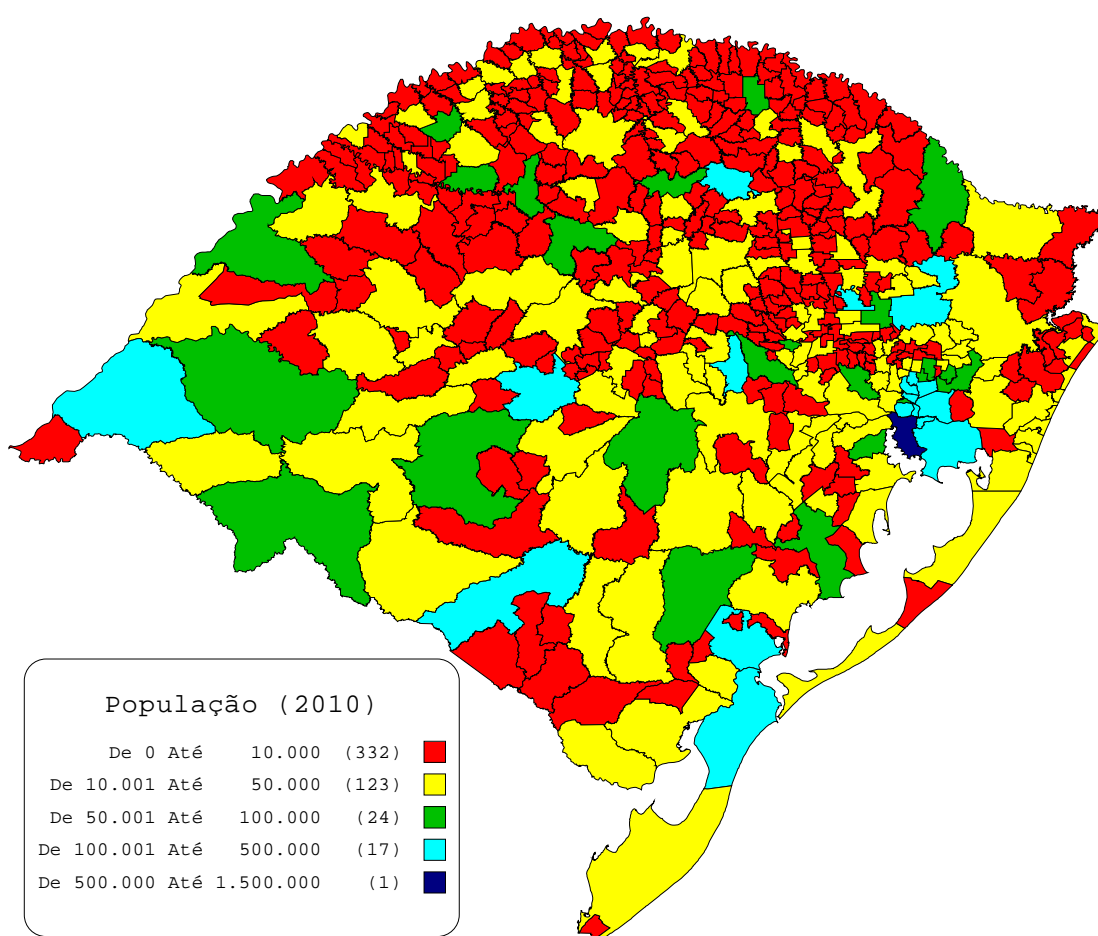 População (2010)
De 0 Até 10.000 (332)
De 10.001 Até 50.000 (123)
De 50.001 Até 100.000 (24)
De 100.001 Até 500.000 (17)
De 500.000 Até 1.500.000 (1)